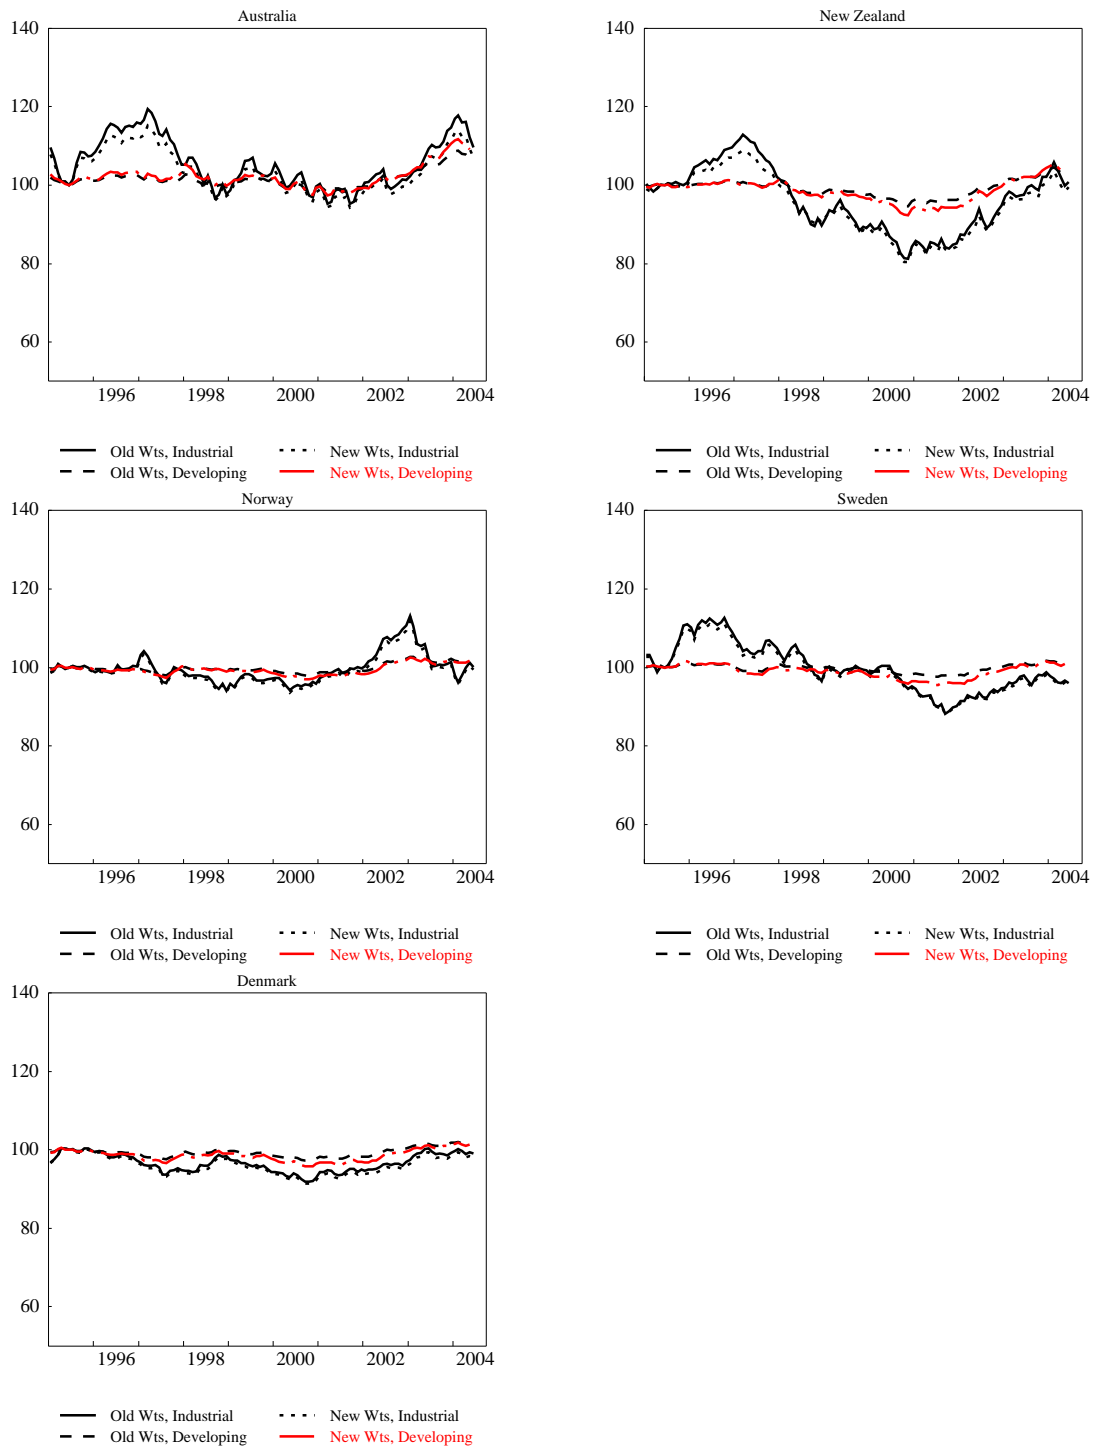 Australia
140
120
100
80
60
1996 1998 2000 2002 2004
Old Wts, Industrial New Wts, Industrial
Old Wts, Developing New Wts, Developing
New Zealand
140
120
100
80
60
1996 1998 2000 2002 2004
Old Wts, Industrial New Wts, Industrial
Old Wts, Developing New Wts, Developing
Norway
140
120
100
80
60
1996 1998 2000 2002 2004
Old Wts, Industrial New Wts, Industrial
Old Wts, Developing New Wts, Developing
Sweden
140
120
100
80
60
1996 1998 2000 2002 2004
Old Wts, Industrial New Wts, Industrial
Old Wts, Developing New Wts, Developing
Denmark
140
120
100
80
60
1996 1998 2000 2002 2004
Old Wts, Industrial New Wts, Industrial
Old Wts, Developing New Wts, Developing